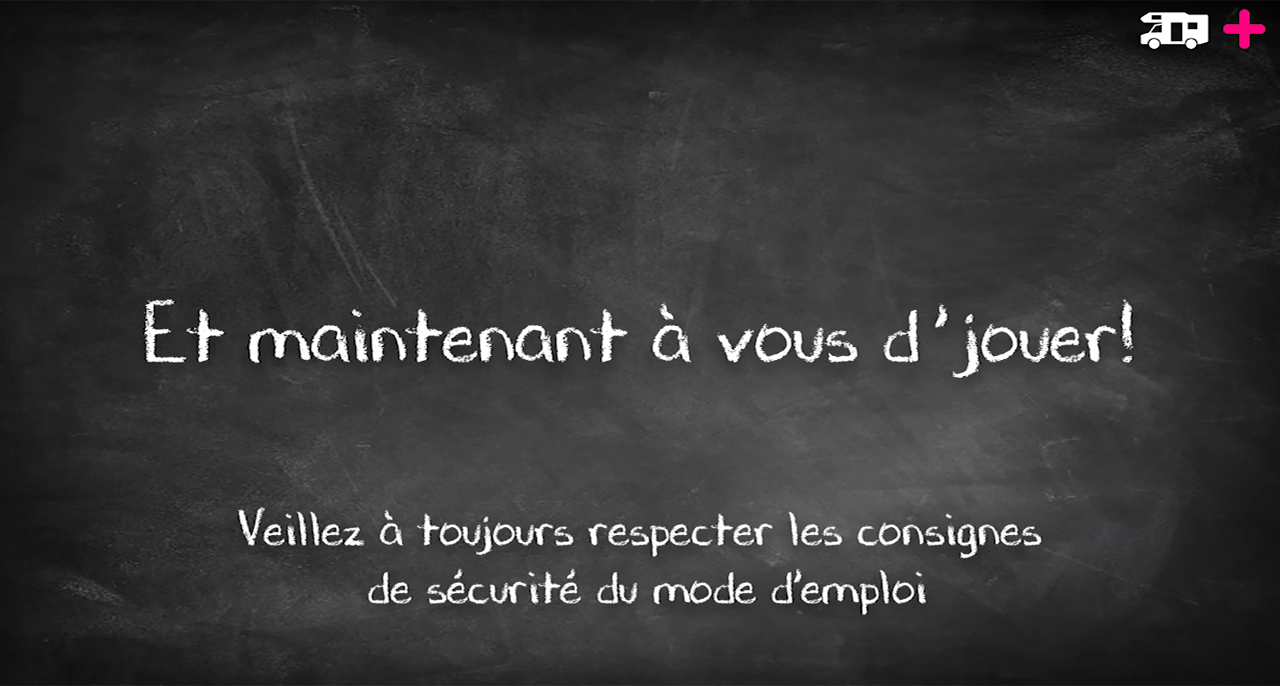 Et maintenant à vous d'jouer!
Veillez à toujours respecter les consignes
de sécurité du mode d'emploi